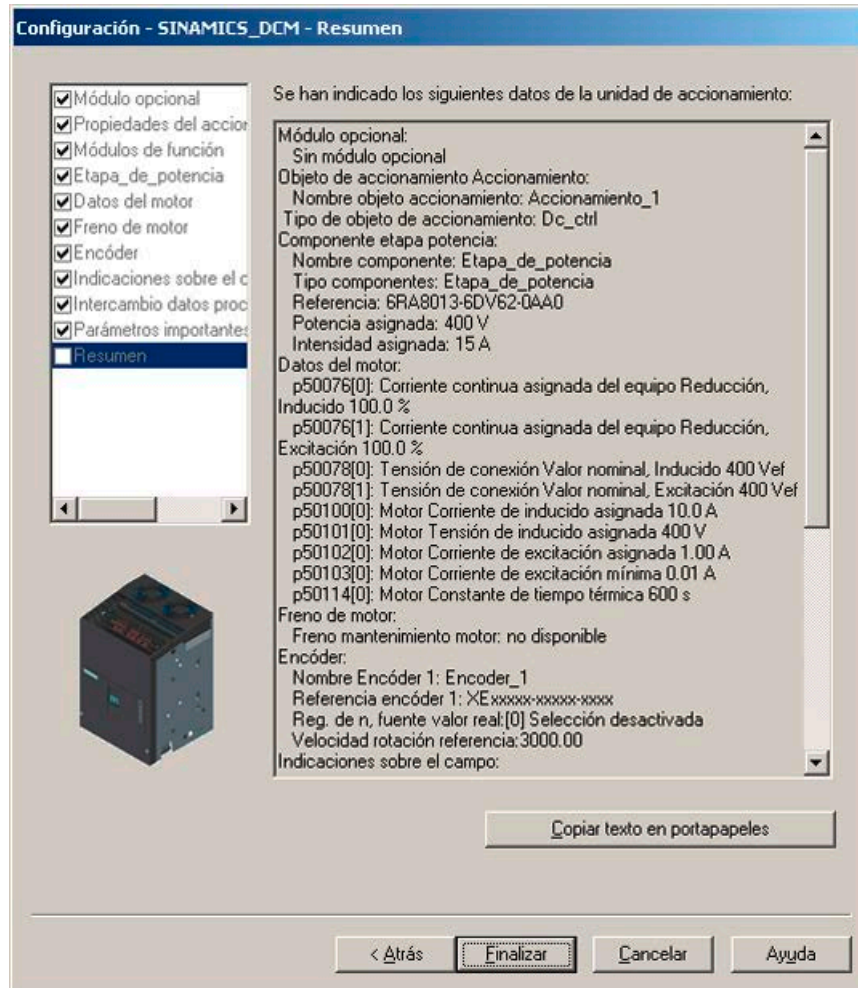 Configuración - SINAMICS_DCM - Resumen
Módulo opcional
Propiedades del accior
Módulos de función
Etapa_de_potencia
Datos del motor
Freno de motor
Encóder
Indicaciones sobre el c
Intercambio datos proc
Parámetros importantes
Resumen
Se han indicado los siguientes datos de la unidad de accionamiento:
Módulo opcional:
Sin módulo opcional
Objeto de accionamiento Accionamiento:
Nombre objeto accionamiento: Accionamiento_1
Tipo de objeto de accionamiento: Dc_ctrl
Componente etapa potencia:
Nombre componente: Etapa_de_potencia
Tipo componentes: Etapa_de_potencia
Referencia: 6RA8013-6DV62-0AA0
Potencia asignada: 400 V
Intensidad asignada: 15 A
Datos del motor:
p50076[0]: Corriente continua asignada del equipo Reducción,
Inducido 100.0 %
p50076[1]: Corriente continua asignada del equipo Reducción,
Excitación 100.0 %
p50078[0]: Tensión de conexión Valor nominal, Inducido 400 Vef
p50078[1]: Tensión de conexión Valor nominal, Excitación 400 Vef
p50100[0]: Motor Corriente de inducido asignada 10.0 A
p50101[0]: Motor Tensión de inducido asignada 400 V
p50102[0]: Motor Corriente de excitación asignada 1.00 A
p50103[0]: Motor Corriente de excitación mínima 0.01 A
p50114[0]: Motor Constante de tiempo térmica 600 s
Freno de motor:
Freno mantenimiento motor: no disponible
Encóder:
Nombre Encóder 1: Encoder_1
Referencia encóder 1: XExxxxx-xxxxx-xxxx
Reg. de n, fuente valor real:[0] Selección desactivada
Velocidad rotación referencia:3000.00
Indicaciones sobre el campo:
Copiar texto en portapapeles
< Atrás
Finalizar
Cancelar
Ayuda